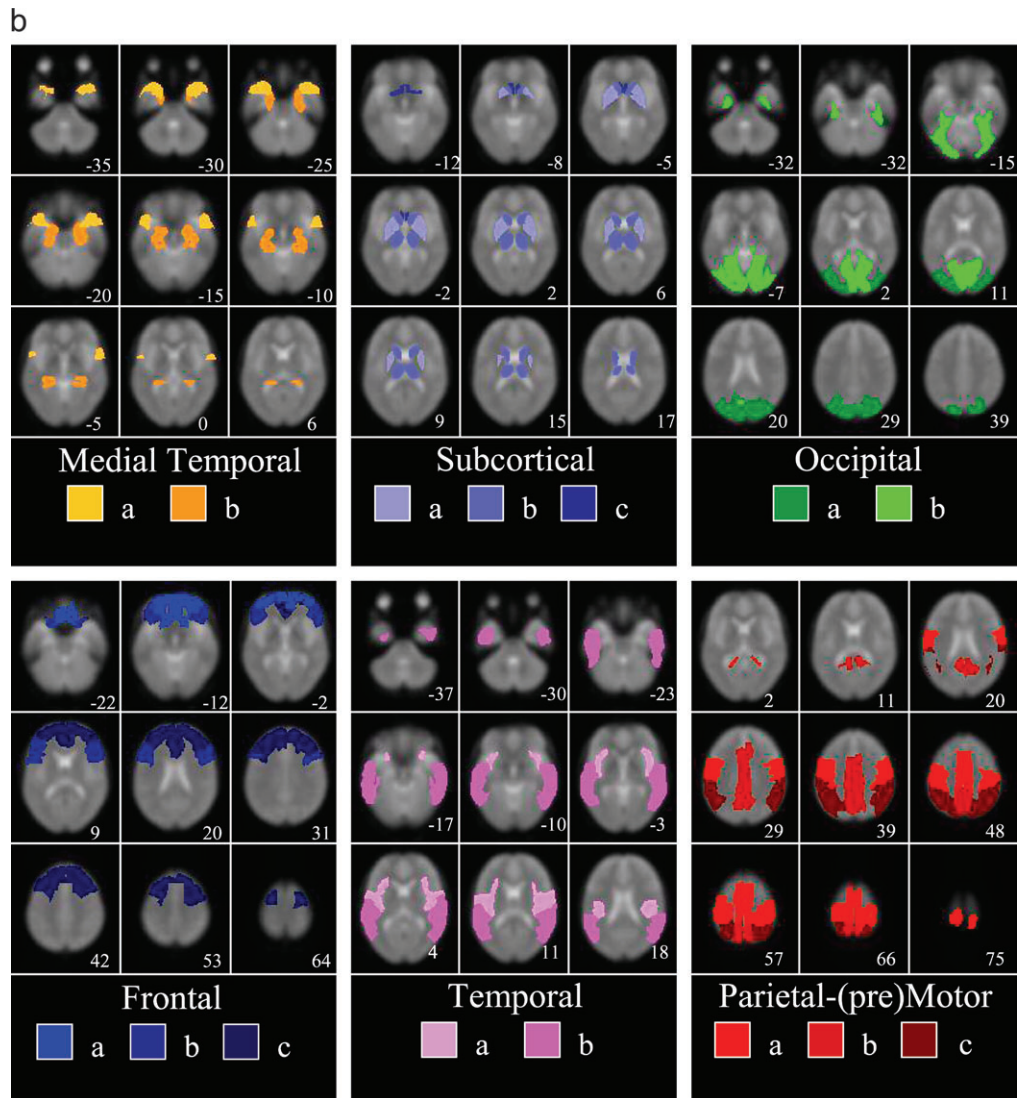 b
-35 -30 -25
-20 -15 -10
-5 0 6
Medial Temporal
a b
-12 -8 -5
-2 2 6
9 15 17
Subcortical
a b c
-32 -32 -15
-7 2 11
20 29 39
Occipital
a b
-22 -12 -2
9 20 31
42 53 64
Frontal
a b c
-37 -30 -23
-17 -10 -3
4 11 18
Temporal
a b
2 11 20
29 39 48
57 66 75
Parietal-(pre)Motor
a b c